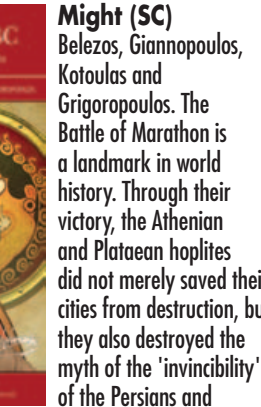 Might (SC)
Belezos, Giannopoulos,
Kotoulas and
Grigoropoulos. The
Battle of Marathon is
a landmark in world
history. Through their
victory, the Athenian
and Plataean hoplites
did not merely saved
cities from destruction,
they also destroyed the
myth of the 'invincibility'
of the Persians and